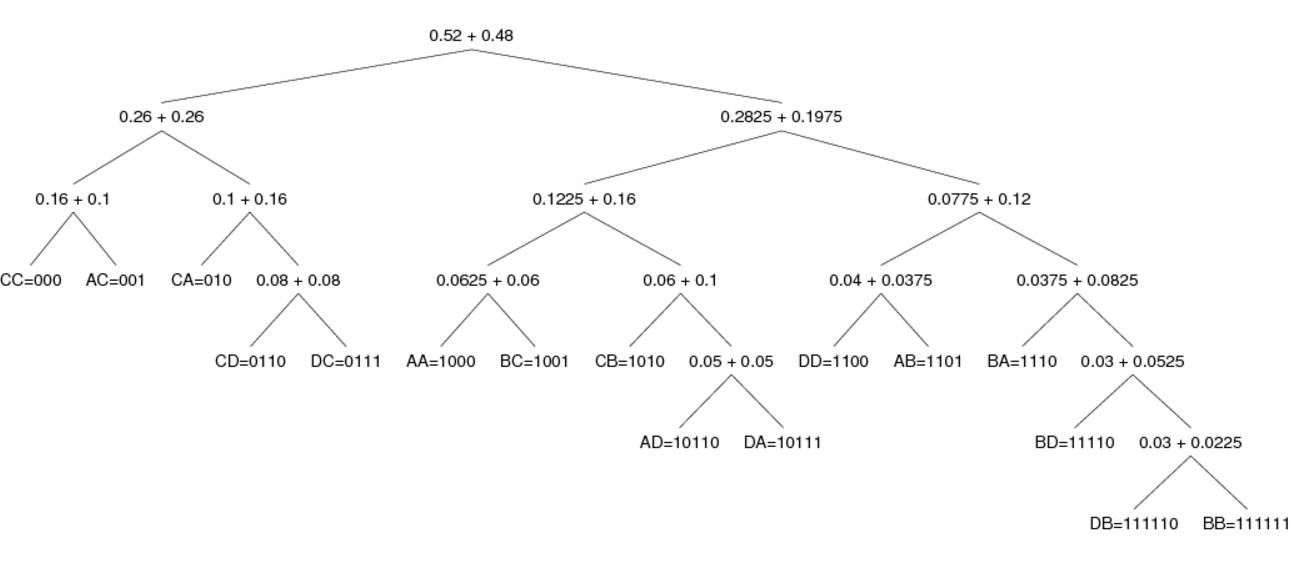 0.52 + 0.48
0.26 + 0.26 0.2825 + 0.1975
0.16 + 0.1 0.1 + 0.16 0.1225 + 0.16 0.0775 + 0.12
CC=000 AC=001 CA=010 0.08 + 0.08 0.0625 + 0.06 0.06 + 0.1 0.04 + 0.0375 0.0375 + 0.0825
CD=0110 DC=0111 AA=1000 BC=1001 CB=1010 0.05 + 0.05 DD=1100 AB=1101 BA=1110 0.03 + 0.0525
AD=10110 DA=10111 BD=11110 0.03 + 0.0225
DB=111110 BB=111111